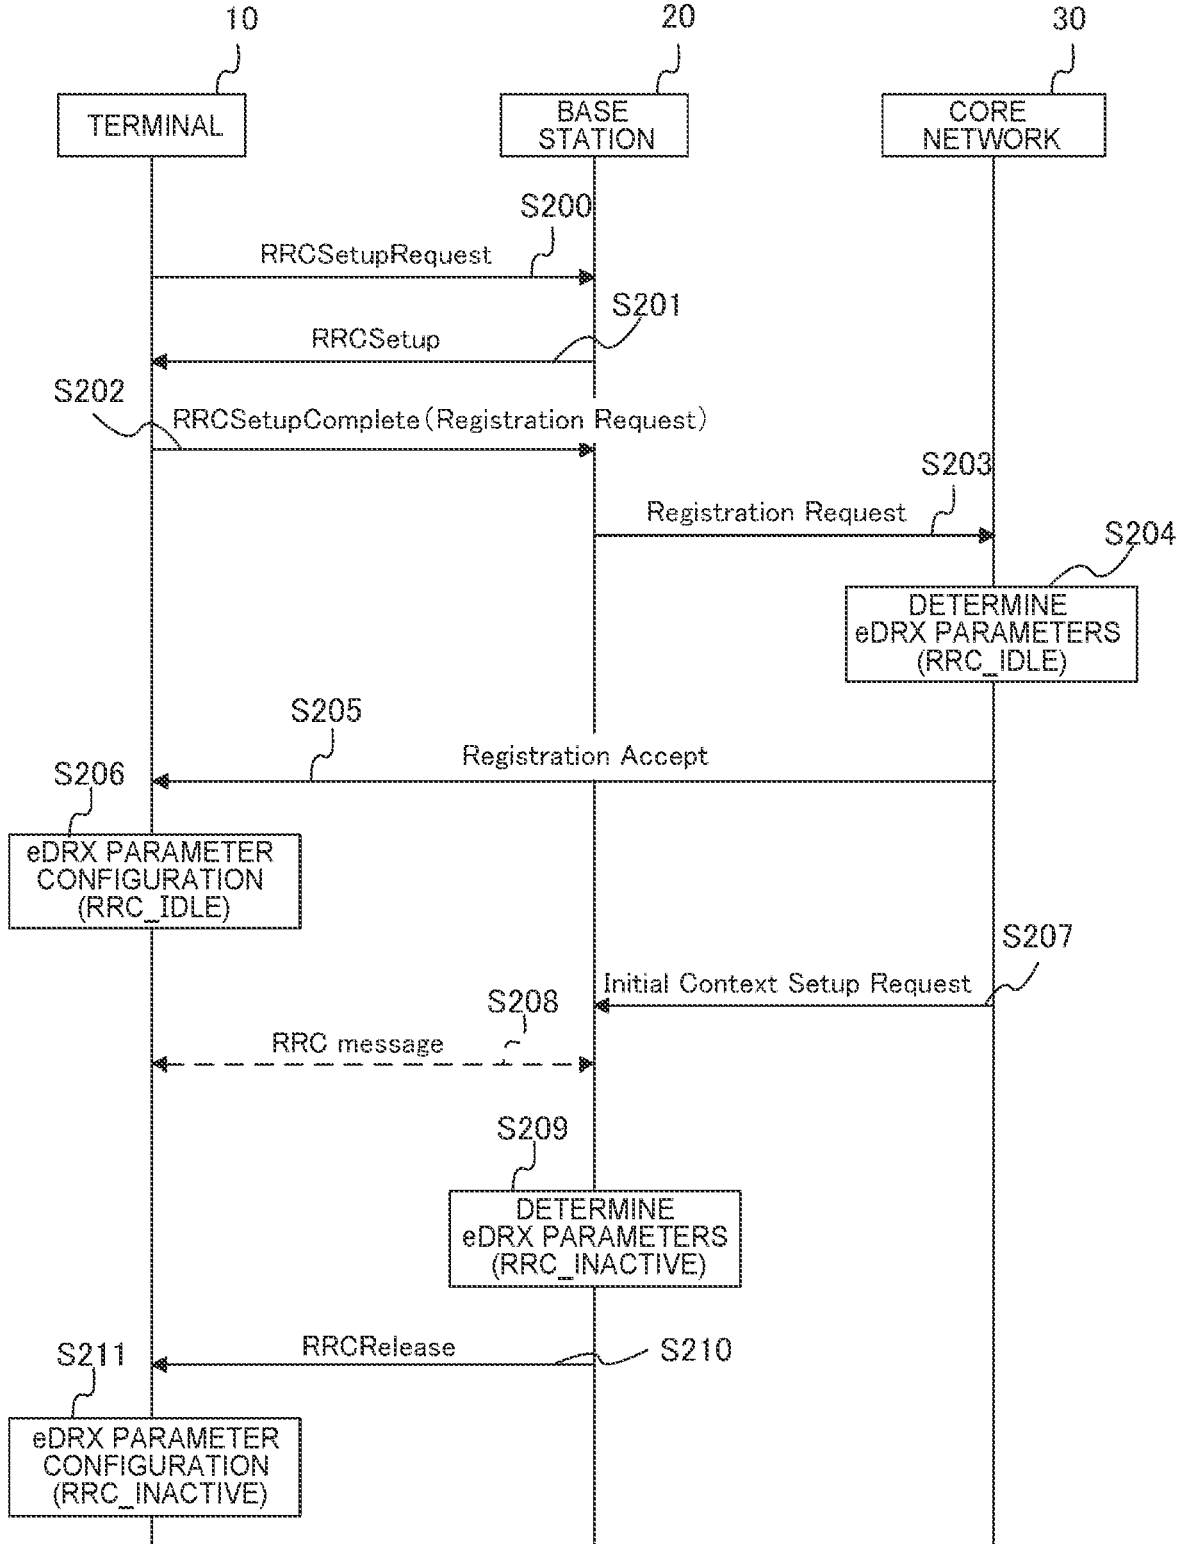 10
20
30
TERMINAL
BASE
STATION
CORE
NETWORK
S200
RRCSetupRequest
S201
RRCSetup
S202
RRCSetupComplete(Registration Request)
S203
Registration Request
S204
DETERMINE
eDRX PARAMETERS
(RRC_IDLE)
S205
Registration Accept
S206
eDRX PARAMETER
CONFIGURATION
(RRC_IDLE)
S207
Initial Context Setup Request
S208
RRC message
S209
DETERMINE
eDRX PARAMETERS
(RRC_INACTIVE)
RRCRelease
S210
S211
eDRX PARAMETER
CONFIGURATION
(RRC_INACTIVE)